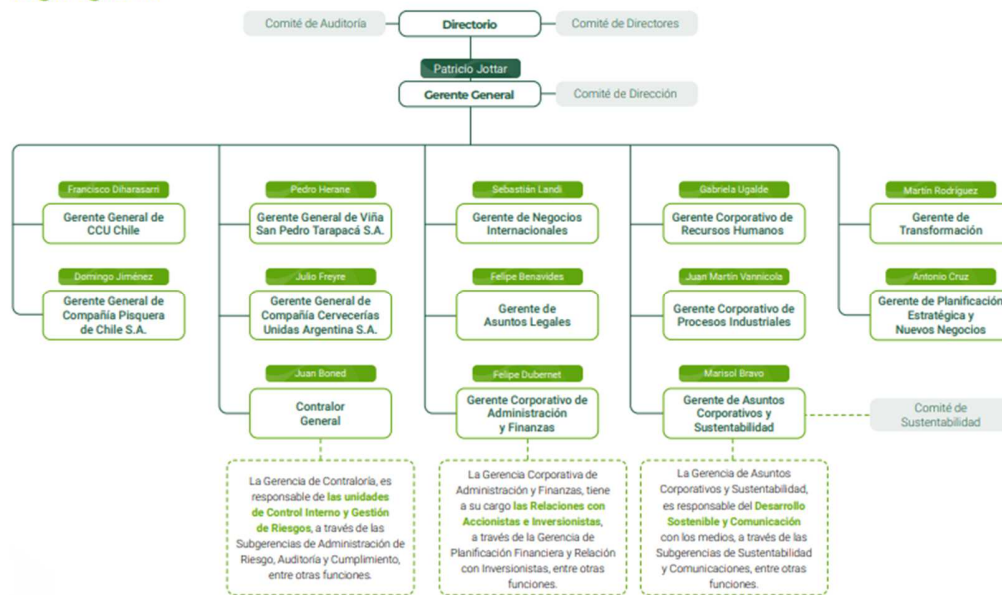 Comité de Auditoría
Directorio
Comité de Directores
Patricio Jottar
Gerente General
Comité de Dirección
Francisco Diharasarri
Gerente General de
CCU Chile
Domingo Jiménez
Gerente General de
Compañía Pisquera
de Chile S.A.
Pedro Herane
Gerente General de Viña
San Pedro Tarapacá S.A.
Julio Freyre
Gerente General de
Compañía Cervecerías
Unidas Argentina S.A.
Juan Boned
Contralor
General
La Gerencia de Contraloría, es
responsable de las unidades
de Control Interno y Gestión
de Riesgos, a través de las
Subgerencias de Administración de
Riesgo, Auditoría y Cumplimiento,
entre otras funciones.
Sebastián Landi
Gerente de Negocios
Internacionales
Felipe Benavides
Gerente de
Asuntos Legales
Felipe Dubernet
Gerente Corporativo de
Administración
y Finanzas
La Gerencia Corporativa de
Administración y Finanzas, tiene
a su cargo las Relaciones con
Accionistas e Inversionistas,
a través de la Gerencia de
Planificación Financiera y Relación
con Inversionistas, entre otras
funciones.
Gabriela Ugalde
Gerente Corporativo de
Recursos Humanos
Juan Martín Vannicola
Gerente Corporativo de
Procesos Industriales
Marisol Bravo
Gerente de Asuntos
Corporativos y
Sustentabilidad
Comité de
Sustentabilidad
La Gerencia de Asuntos
Corporativos y Sustentabilidad,
es responsable del Desarrollo
Sostenible y Comunicación
con los medios, a través de las
Subgerencias de Sustentabilidad
y Comunicaciones, entre otras
funciones.
Martín Rodríguez
Gerente de
Transformación
Antonio Cruz
Gerente de Planificación
Estratégica y
Nuevos Negocios